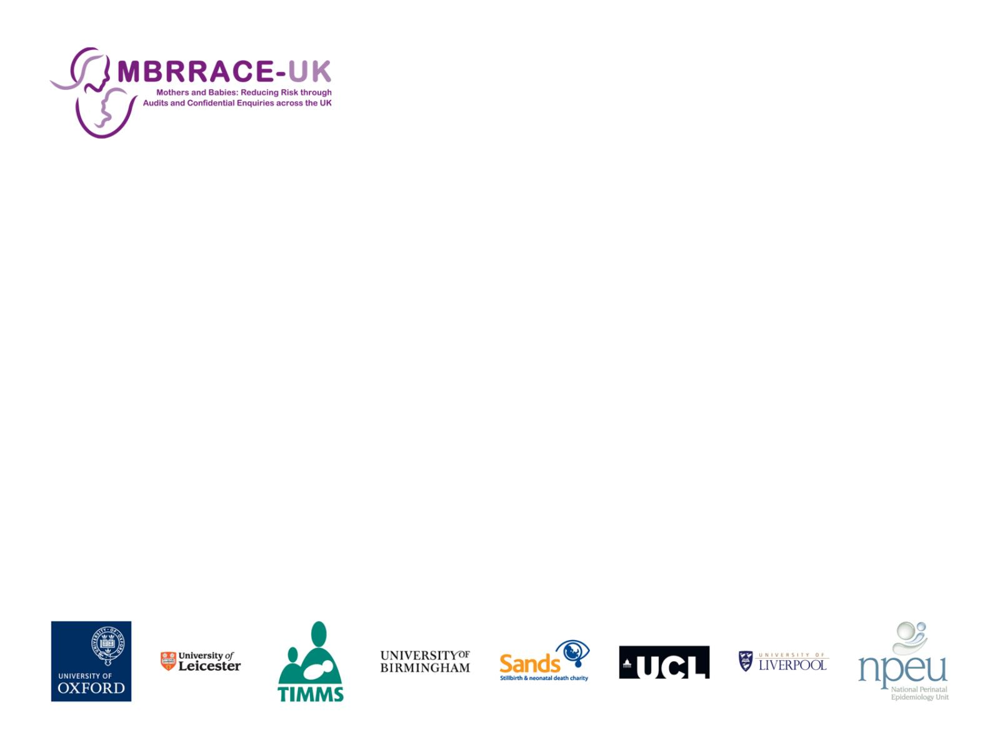 MBRRACE-UK
Mothers and Babies: Reducing Risk through
Audits and Confidential Enquiries across the UK
UNIVERSITY OF
OXFORD
University of
Leicester
TIMMS
UNIVERSITY OF
BIRMINGHAM
Sands
Stillbirth & neonatal death charity
UCL
UNIVERSITY OF
LIVERPOOL
npeu
National Perinatal
Epidemiology Unit